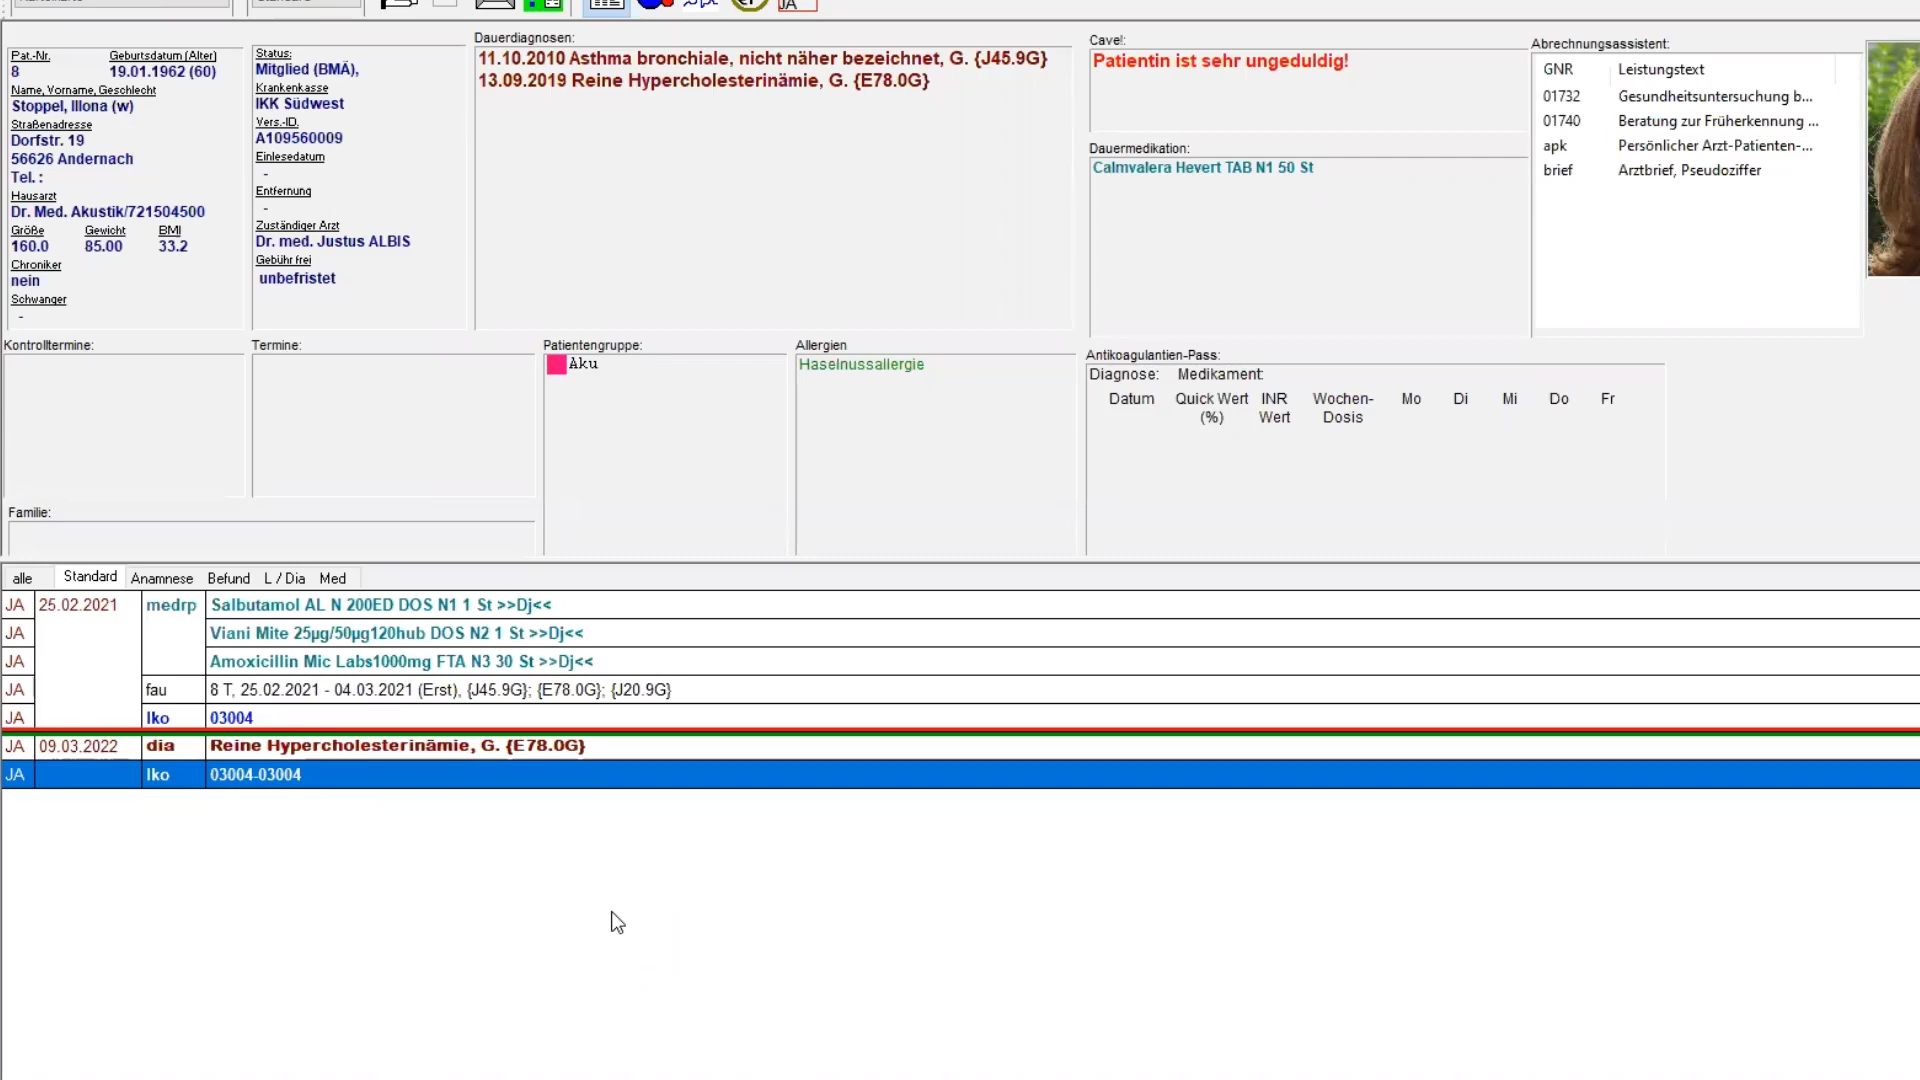 JA
Pat.-Nr. Geburtsdatum (Alter)
8 19.01.1962 (60)
Name, Vorname, Geschlecht
Stoppel, Illona (w)
Straßenadresse
Dorfstr. 19
56626 Andernach
Tel. :
Hausarzt
Dr. Med. Akustik/721504500
Größe Gewicht BMI
160.0 85.00 33.2
Chroniker
nein
Schwanger
-
Status:
Mitglied (BMÄ),
Krankenkasse
IKK Südwest
Vers.-ID.
A109560009
Einlesedatum
-
Entfernung
-
Zuständiger Arzt
Dr. med. Justus ALBIS
Gebühr frei
unbefristet
Dauerdiagnosen:
11.10.2010 Asthma bronchiale, nicht näher bezeichnet, G. {J45.9G}
13.09.2019 Reine Hypercholesterinämie, G. {E78.0G}
Cave!:
Patientin ist sehr ungeduldig!
Dauermedikation:
Calmvalera Hevert TAB N1 50 St
Abrechnungsassistent:
GNR Leistungstext
01732 Gesundheitsuntersuchung b...
01740 Beratung zur Früherkennung ...
apk Persönlicher Arzt-Patienten-...
brief Arztbrief, Pseudoziffer
Kontrolltermine:
Termine:
Patientengruppe:
Aku
Allergien
Haselnussallergie
Antikoagulantien-Pass:
Diagnose: Medikament:
Datum Quick Wert (%) INR Wert Wochen-Dosis Mo Di Mi Do Fr
Familie:
alle Standard Anamnese Befund L / Dia Med
JA 25.02.2021 medrp Salbutamol AL N 200ED DOS N1 1 St >>Dj<<
JA Viani Mite 25µg/50µg120hub DOS N2 1 St >>Dj<<
JA Amoxicillin Mic Labs1000mg FTA N3 30 St >>Dj<<
JA fau 8 T, 25.02.2021 - 04.03.2021 (Erst), {J45.9G}; {E78.0G}; {J20.9G}
JA lko 03004
JA 09.03.2022 dia Reine Hypercholesterinämie, G. {E78.0G}
JA lko 03004-03004